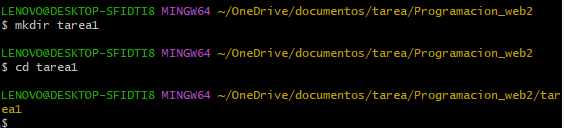 LENOVO@DESKTOP-SFIDTI8 MINGW64 ~/OneDrive/documentos/tarea/Programacion_web2
$ mkdir tarea1
LENOVO@DESKTOP-SFIDTI8 MINGW64 ~/OneDrive/documentos/tarea/Programacion_web2
$ cd tarea1
LENOVO@DESKTOP-SFIDTI8 MINGW64 ~/OneDrive/documentos/tarea/Programacion_web2/tar
ea1
$